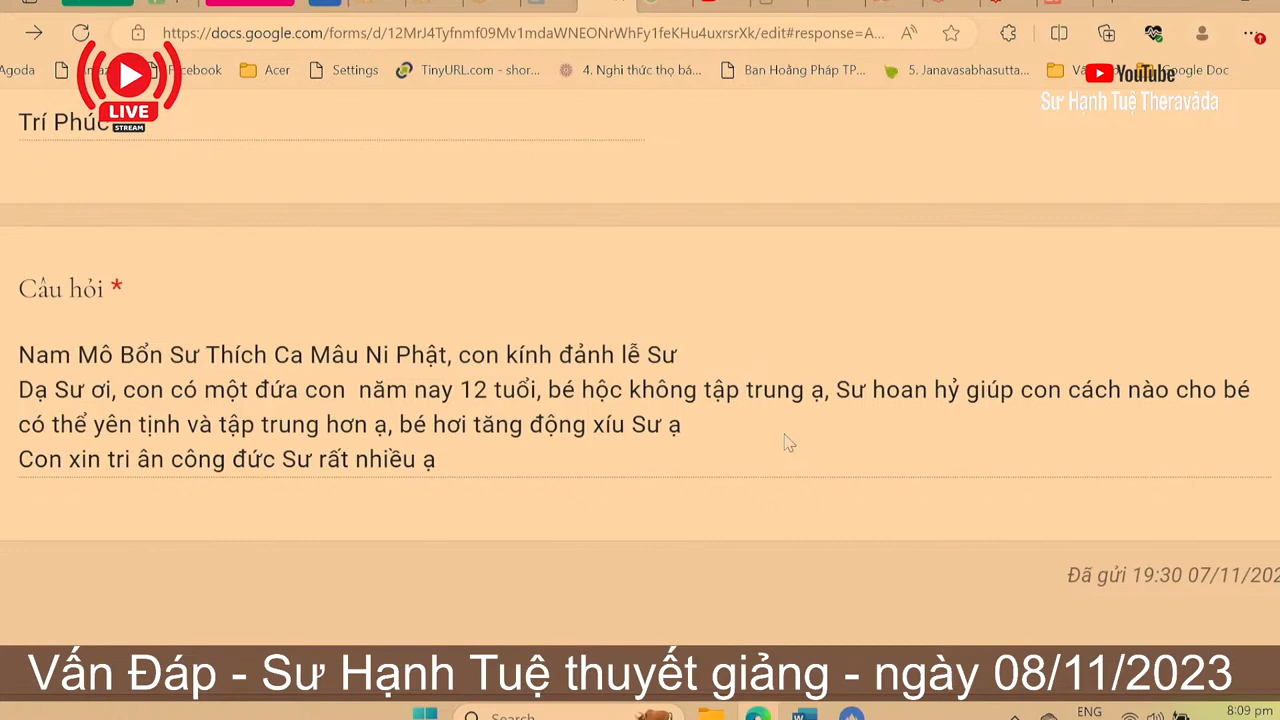 https://docs.google.com/forms/d/12MrJ4Tyfnmf09Mv1mdaWNEONrWhFy1feKHu4uxrsrXk/edit#response=A...
Agoda
Facebook
Acer
Settings
TinyURL.com - shor...
4. Nghi thức thọ bá...
Ban Hoằng Pháp TP...
5. Janavasabhasutta...
Google Doc
YouTube
Sư Hạnh Tuệ Theravāda
LIVE
STREAM
Trí Phúc
Câu hỏi *
Nam Mô Bổn Sư Thích Ca Mâu Ni Phật, con kính đảnh lễ Sư
Dạ Sư ơi, con có một đứa con năm nay 12 tuổi, bé hộc không tập trung ạ, Sư hoan hỷ giúp con cách nào cho bé
có thể yên tịnh và tập trung hơn ạ, bé hơi tăng động xíu Sư ạ
Con xin tri ân công đức Sư rất nhiều ạ
Đã gửi 19:30 07/11/202
Vấn Đáp - Sư Hạnh Tuệ thuyết giảng - ngày 08/11/2023
Search
ENG
8:09 pm